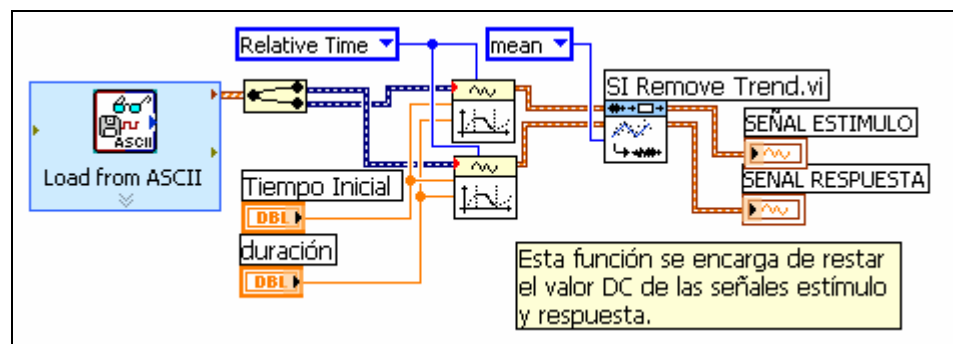 Relative Time
mean
SI Remove Trend.vi
ASCII
Load from ASCII
SEÑAL ESTIMULO
SENAL RESPUESTA
Tiempo Inicial
DBL
duración
DBL
Esta función se encarga de restar
el valor DC de las señales estímulo
y respuesta.